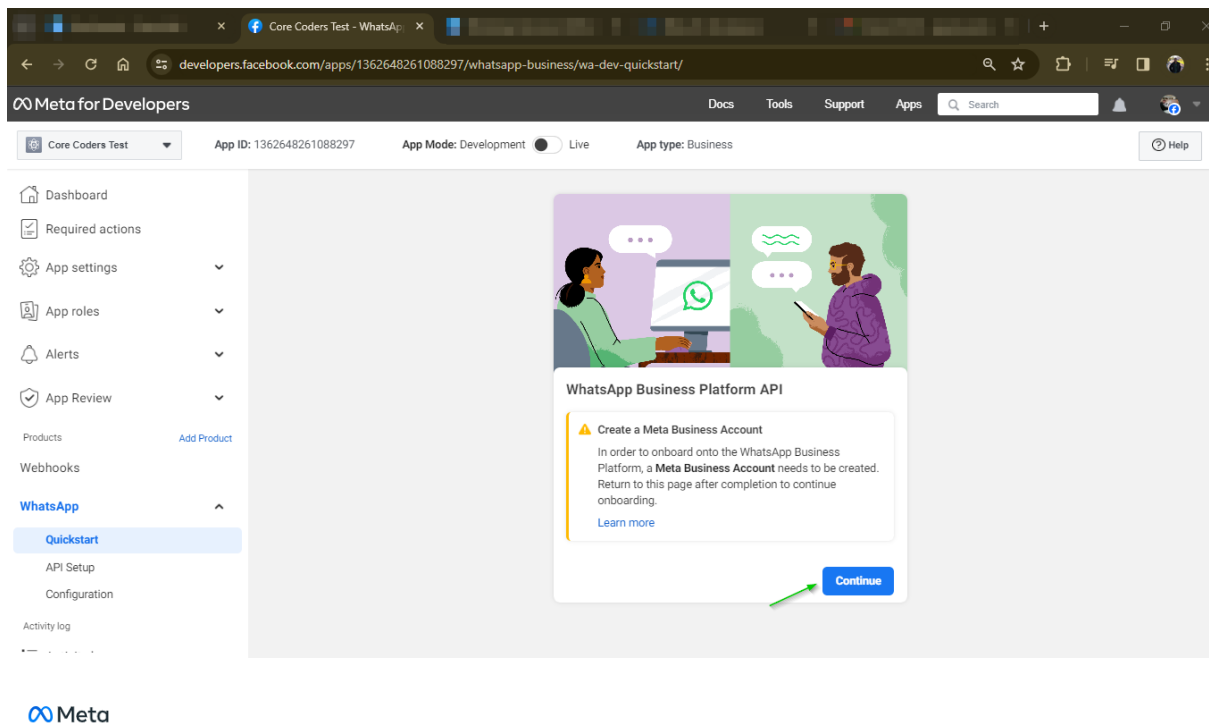 Core Coders Test - WhatsAp
developers.facebook.com/apps/1362648261088297/whatsapp-business/wa-dev-quickstart/
Meta for Developers
Docs Tools Support Apps Search
Core Coders Test App ID: 1362648261088297 App Mode: Development Live App type: Business Help
Dashboard
Required actions
App settings
App roles
Alerts
App Review
Products Add Product
Webhooks
WhatsApp
Quickstart
API Setup
Configuration
Activity log
WhatsApp Business Platform API
Create a Meta Business Account
In order to onboard onto the WhatsApp Business
Platform, a Meta Business Account needs to be created.
Return to this page after completion to continue
onboarding.
Learn more
Continue
Meta